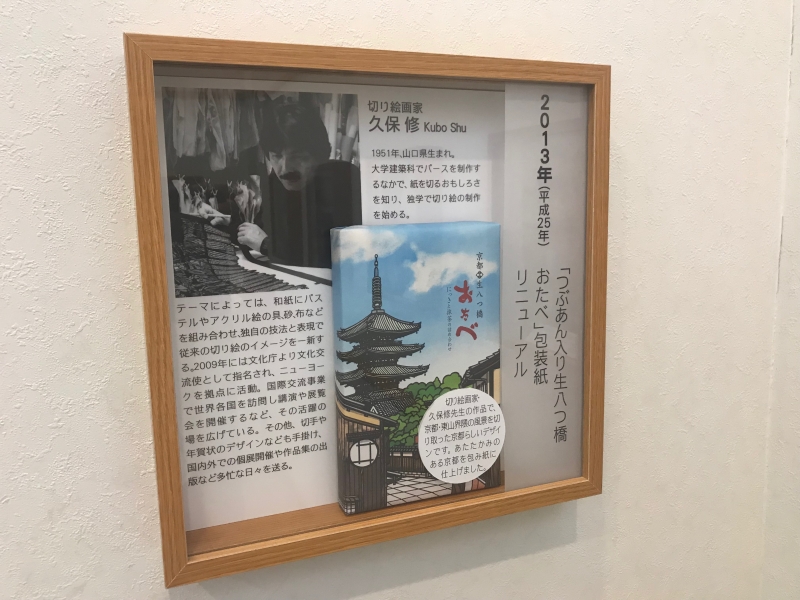 切り絵画家
久保 修 Kubo Shu
1951年、山口県生まれ。
大学建築科でパースを制作す
るなかで、紙を切るおもしろさ
を知り、独学で切り絵の制作
を始める。
テーマによっては、和紙にパス
テルやアクリル絵の具、砂、布など
を組み合わせ、独自の技法と表現で
従来の切り絵のイメージを一新す
る。2009年には文化庁より文化交
流使として指名され、ニューヨー
クを拠点に活動。国際交流事業
で世界各国を訪問し講演や展覧
会を開催するなど、その活躍の
場を広げている。その他、切手や
年賀状のデザインなども手掛け、
国内外での個展開催や作品集の出
版など多忙な日々を送る。
2013年(平成25年)
「つぶあん入り生八つ橋
おたべ」包装紙
リニューアル
京都 生八つ橋
おたべ
切り絵画家・
久保修先生の作品で、
京都・東山界隈の風景を切
り取った京都らしいデザイ
ンです。あたたかみの
ある京都を包み紙に
仕上げました。